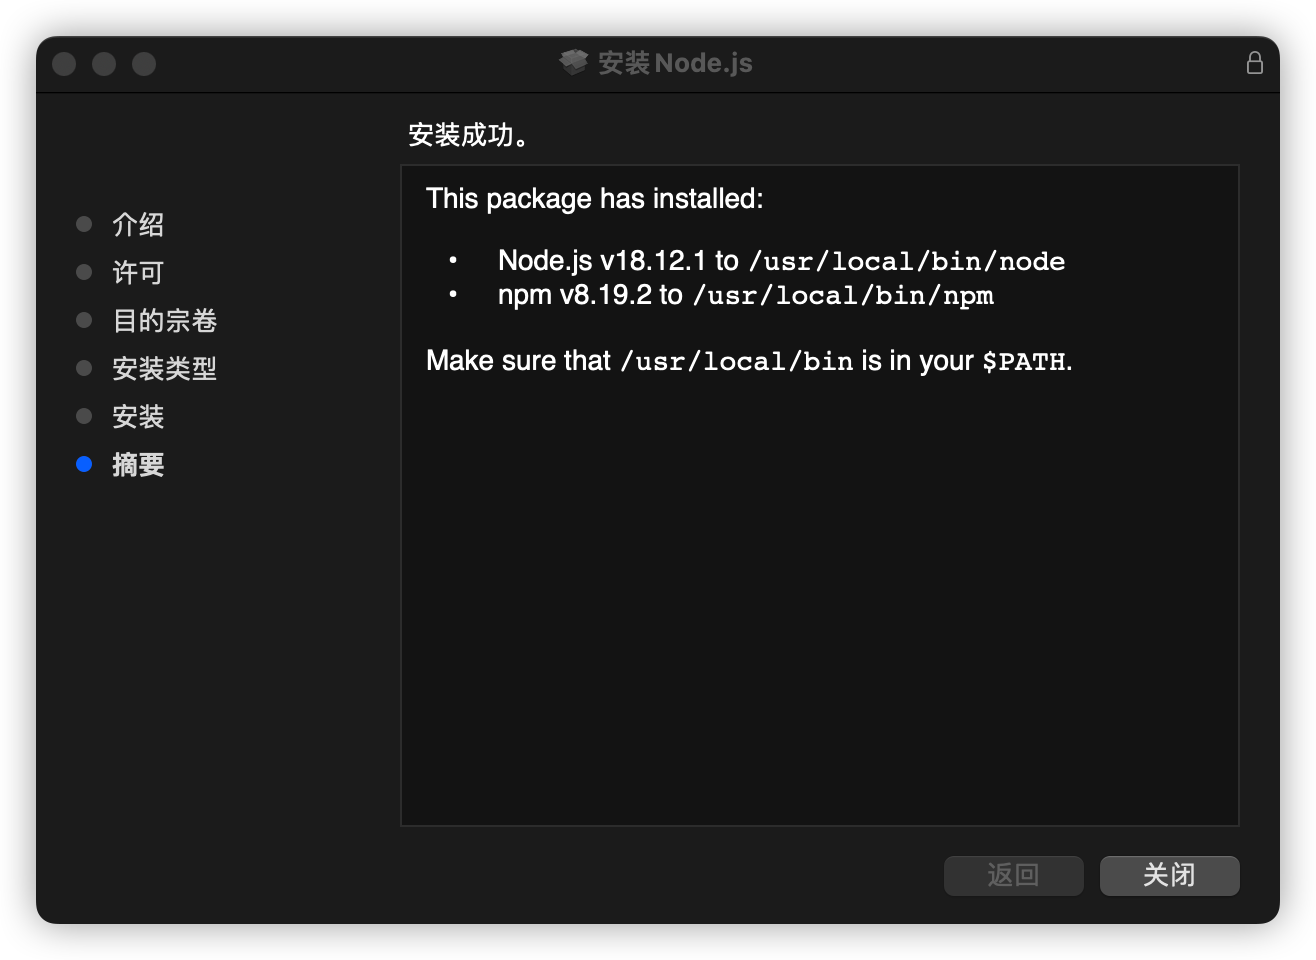 安装Node.js
安装成功。
介绍
许可
目的宗卷
安装类型
安装
摘要
This package has installed:
• Node.js v18.12.1 to /usr/local/bin/node
• npm v8.19.2 to /usr/local/bin/npm
Make sure that /usr/local/bin is in your $PATH.
返回
关闭